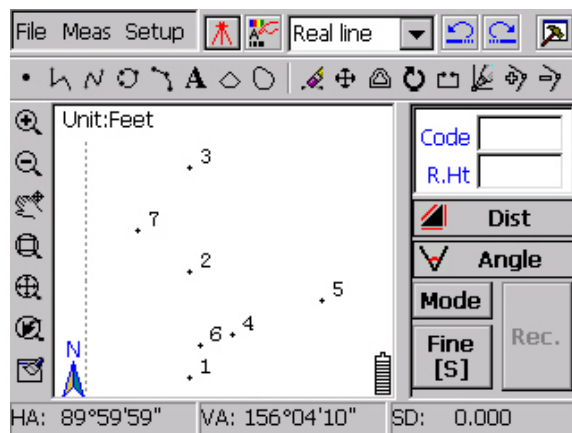 File Meas Setup Real line
A
Unit:Feet
Code
3
R.Ht
7
Dist
2
Angle
5
Mode
6 4
Fine
[S]
Rec.
N
1
HA: 89°59'59" VA: 156°04'10" SD: 0.000